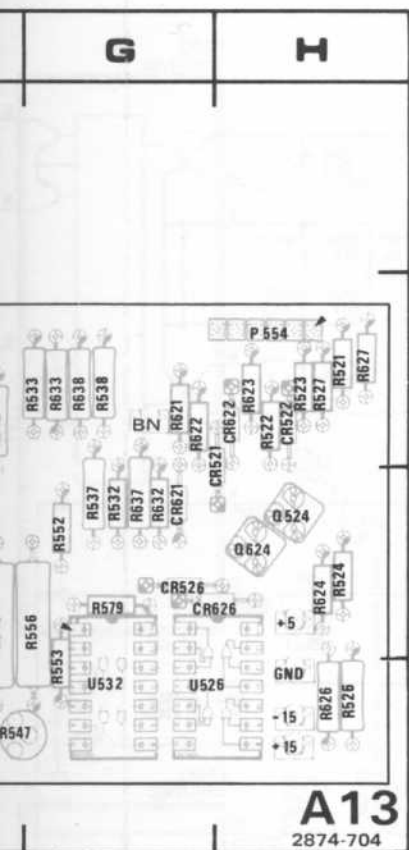 G H
P 554
R533
R633
R638
R538
BN
R621
R622
CR521
CR622
R623
R522
CR522
R523
R527
R521
R627
R552
R537
R532
R637
R632
CR621
Q524
Q624
CR526
CR626
R579
R624
R524
+5
R556
R553
U532
U526
GND
R626
R526
-15
+15
R547
A13
2874-704